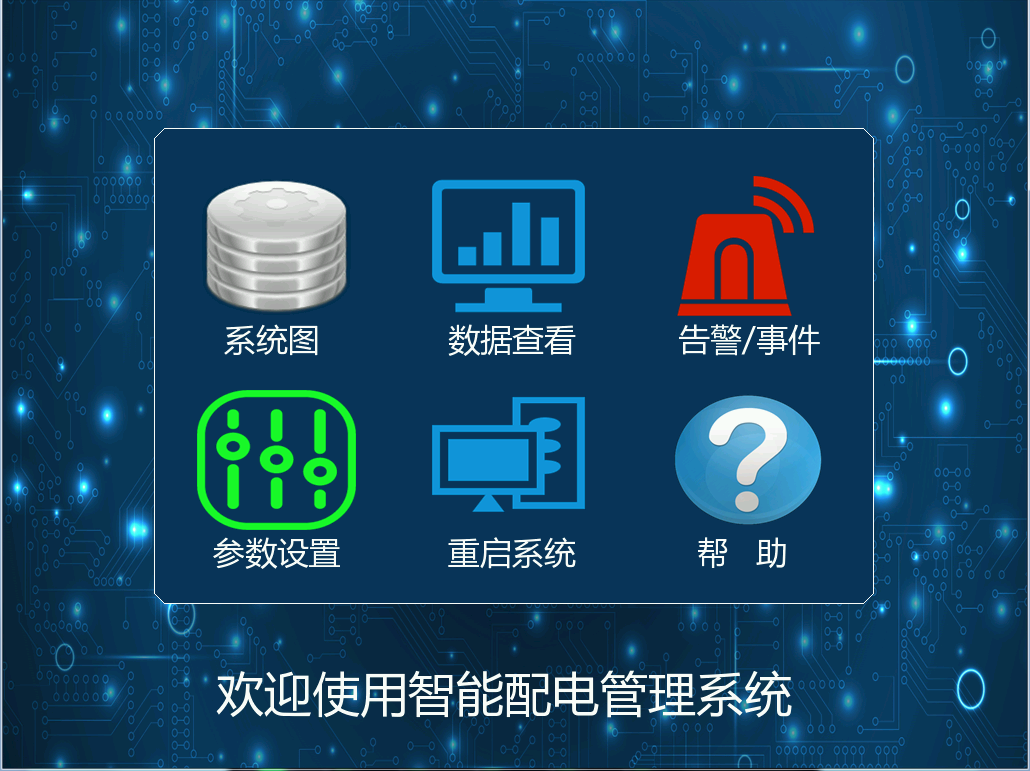 系统图
数据查看
告警/事件
参数设置
重启系统
帮 助
欢迎使用智能配电管理系统